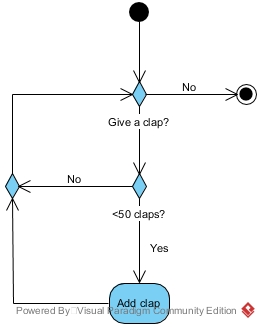 No
Give a clap?
No
<50 claps?
Yes
Add clap
Powered By Visual Paradigm Community Edition